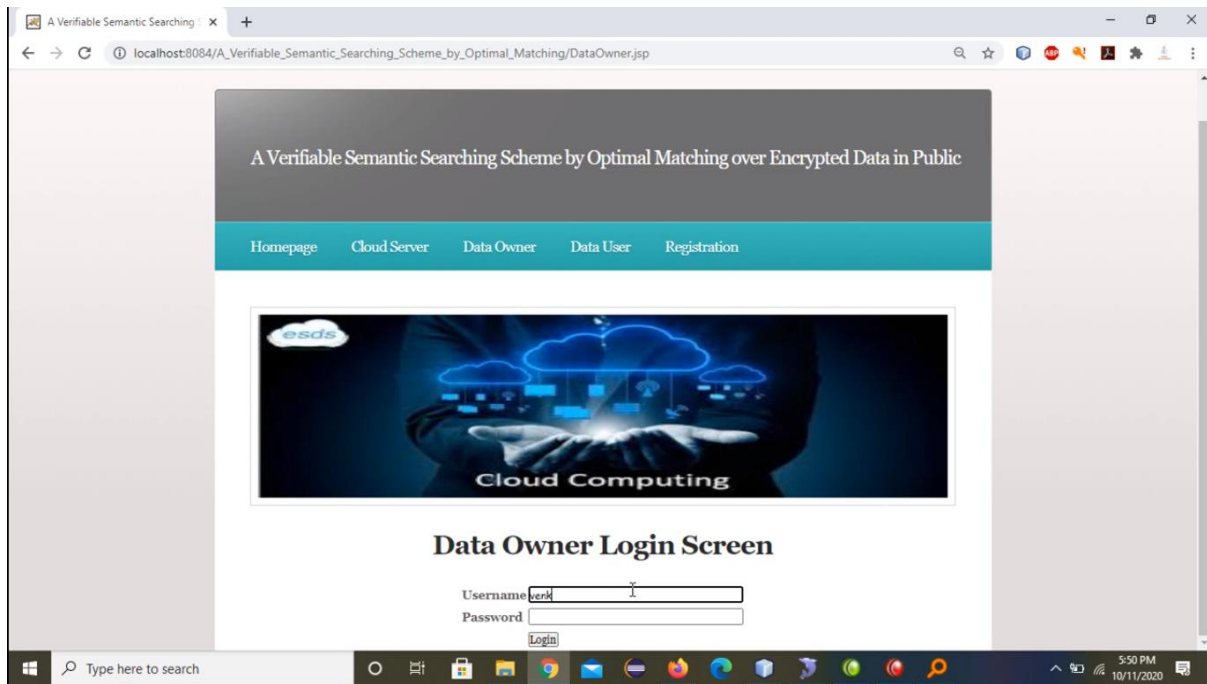 A Verifiable Semantic Searching S
localhost:8084/A_Verifiable_Semantic_Searching_Scheme_by_Optimal_Matching/DataOwner.jsp
ABP
A Verifiable Semantic Searching Scheme by Optimal Matching over Encrypted Data in Public
Homepage Cloud Server Data Owner Data User Registration
esds
Cloud Computing
Data Owner Login Screen
Username venk
Password
Login
Type here to search
5:50 PM
10/11/2020